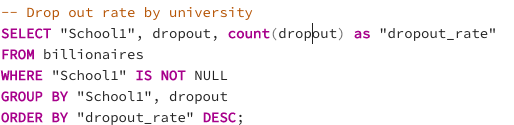 -- Drop out rate by university
SELECT "School1", dropout, count(dropout) as "dropout_rate"
FROM billionaires
WHERE "School1" IS NOT NULL
GROUP BY "School1", dropout
ORDER BY "dropout_rate" DESC;